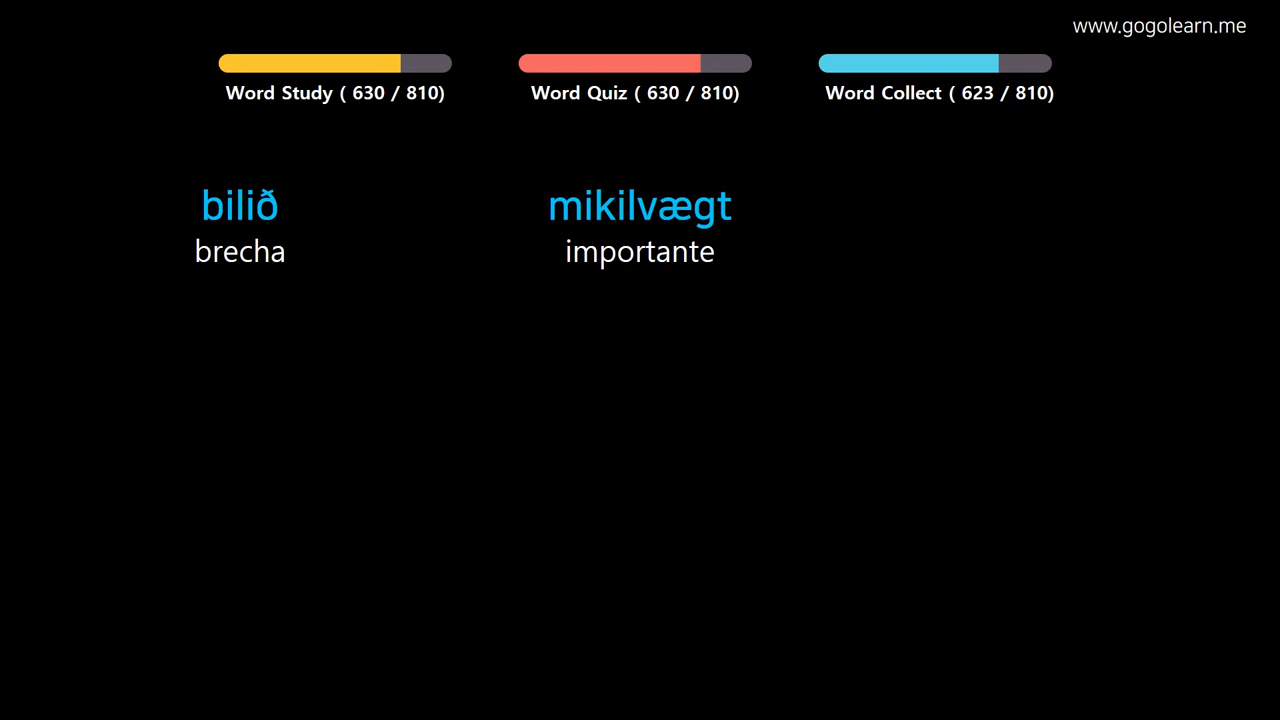 www.gogolearn.me
Word Study ( 630 / 810)
Word Quiz ( 630 / 810)
Word Collect ( 623 / 810)
bilið
brecha
mikilvægt
importante